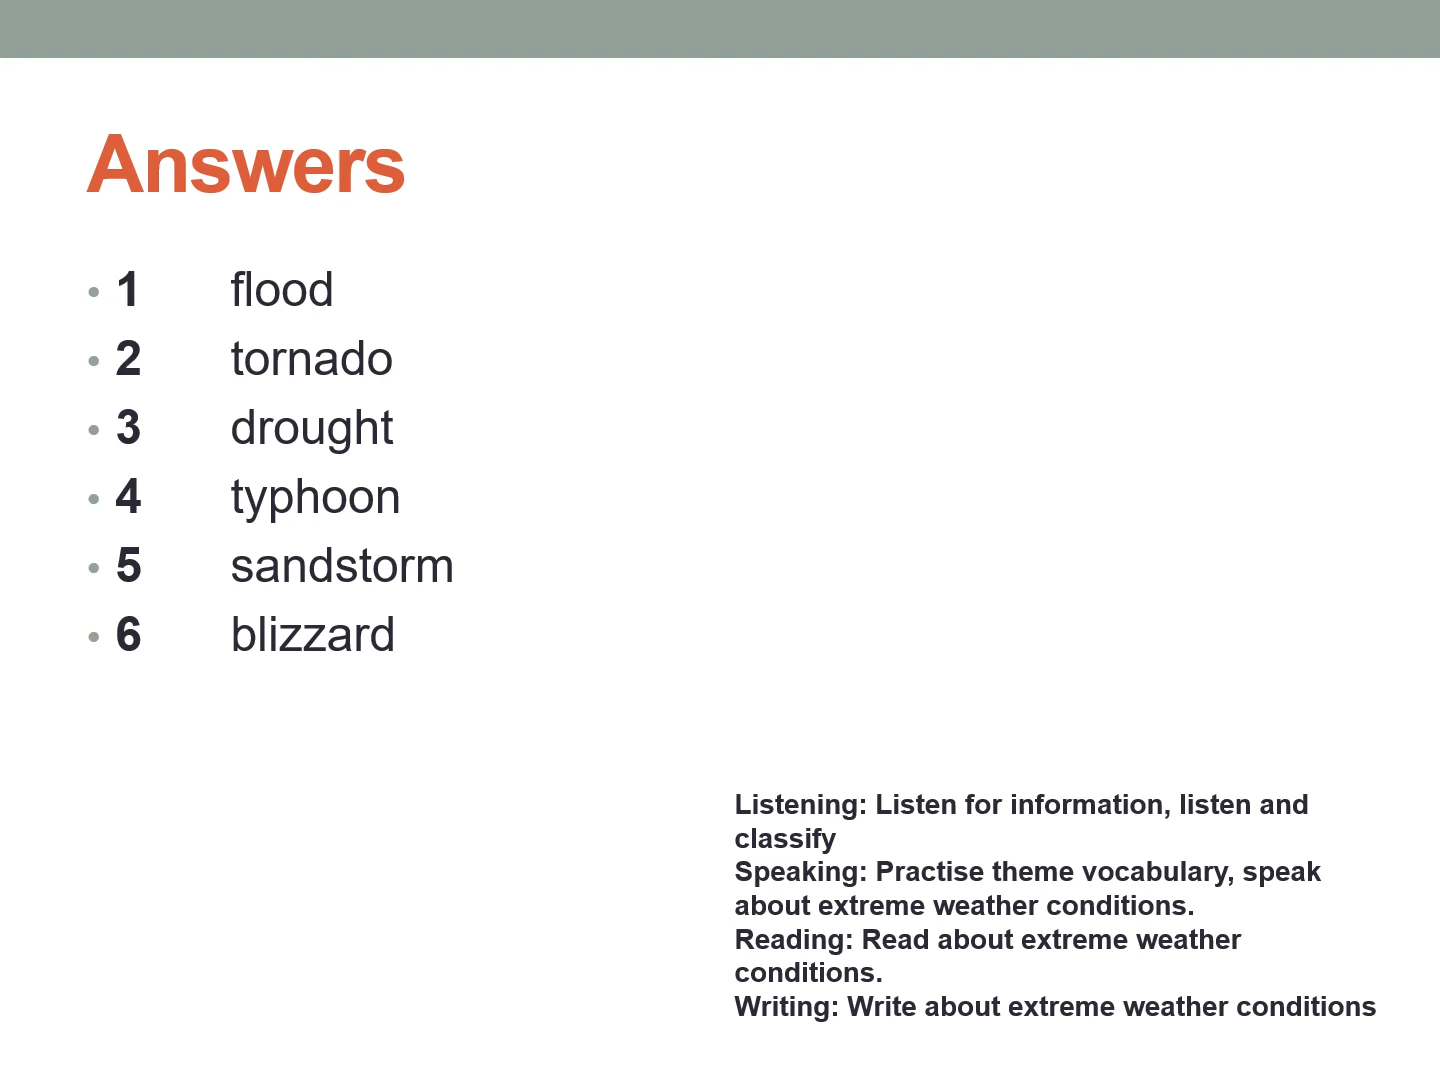 Answers
• 1 flood
• 2 tornado
• 3 drought
• 4 typhoon
• 5 sandstorm
• 6 blizzard
Listening: Listen for information, listen and
classify
Speaking: Practise theme vocabulary, speak
about extreme weather conditions.
Reading: Read about extreme weather
conditions.
Writing: Write about extreme weather conditions